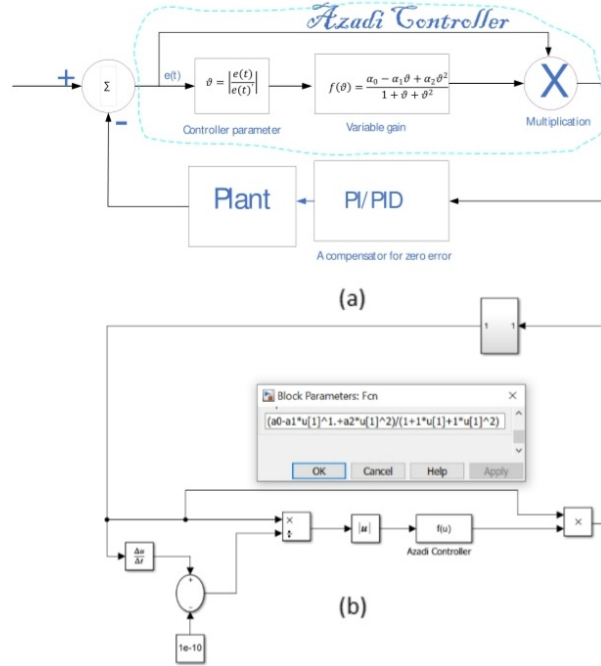 Azadi Controller
+
Σ
e(t)
ϑ = |e(t)/e(t)˙|
f(ϑ) = (α₀ − α₁ϑ + α₂ϑ²)/(1 + ϑ + ϑ²)
X
-
Controller parameter
Variable gain
Multiplication
Plant
PI/PID
A compensator for zero error
(a)
1 1
Block Parameters: Fcn
(a0-a1*u[1]^1.+a2*u[1]^2)/(1+1*u[1]+1*u[1]^2)
OK Cancel Help Apply
×
÷
|u|
f(u)
×
Azadi Controller
Δu/Δt
+
−
(b)
1e-10